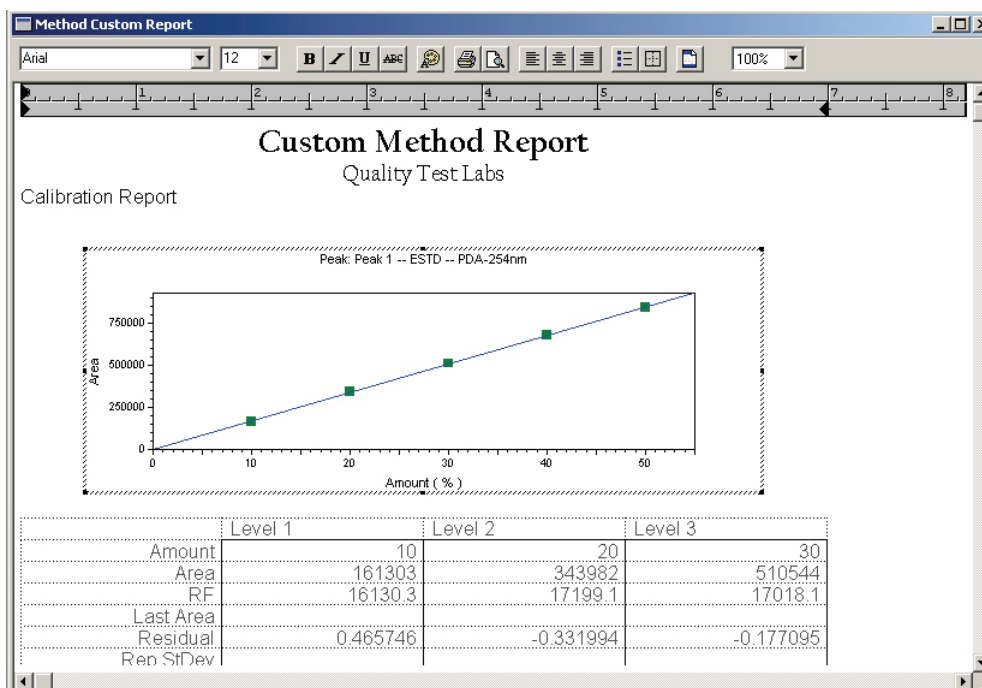 Method Custom Report
Arial 12 B I U ABC 100%
1 2 3 4 5 6 7 8
Custom Method Report
Quality Test Labs
Calibration Report
Peak: Peak 1 -- ESTD -- PDA-254nm
750000
500000
250000
0
Area
0 10 20 30 40 50
Amount ( % )
Level 1 Level 2 Level 3
Amount 10 20 30
Area 161303 343982 510544
RF 16130.3 17199.1 17018.1
Last Area
Residual 0.465746 -0.331994 -0.177095
Rep StDev